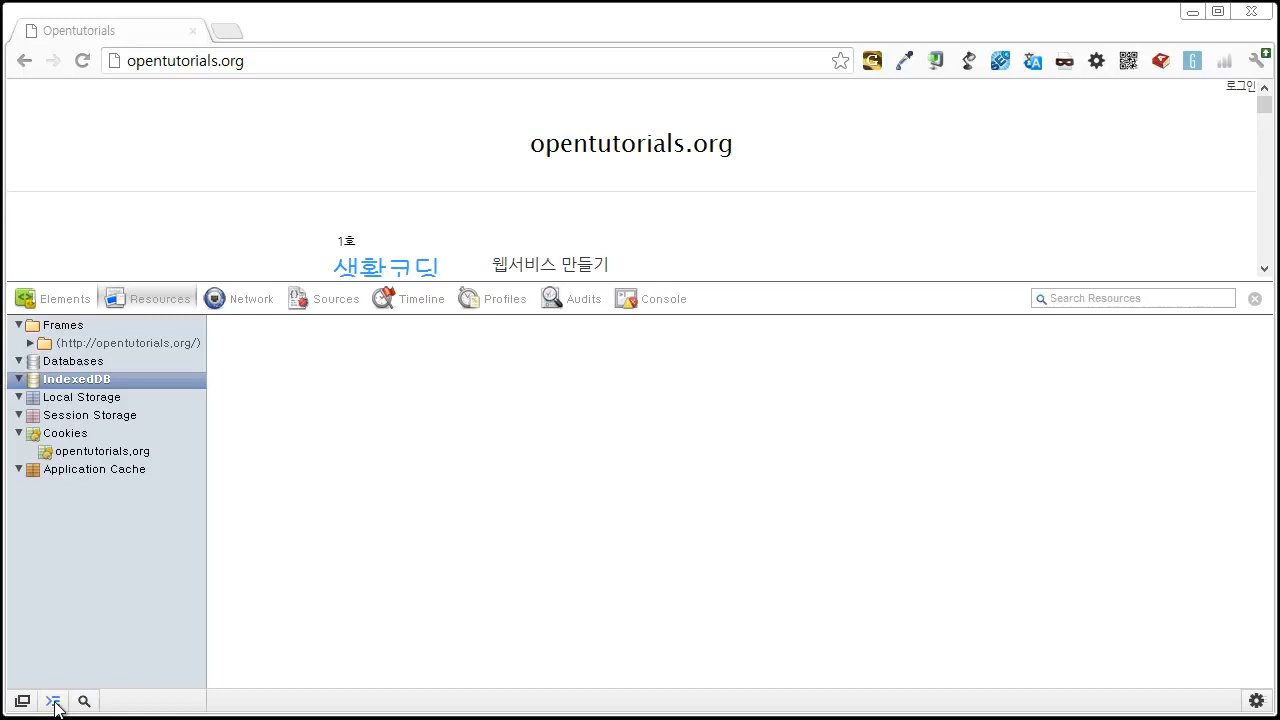 Opentutorials
opentutorials.org
로그인
opentutorials.org
1호
생활코딩 웹서비스 만들기
Elements Resources Network Sources Timeline Profiles Audits Console Search Resources
Frames
(http://opentutorials.org/)
Databases
IndexedDB
Local Storage
Session Storage
Cookies
opentutorials.org
Application Cache